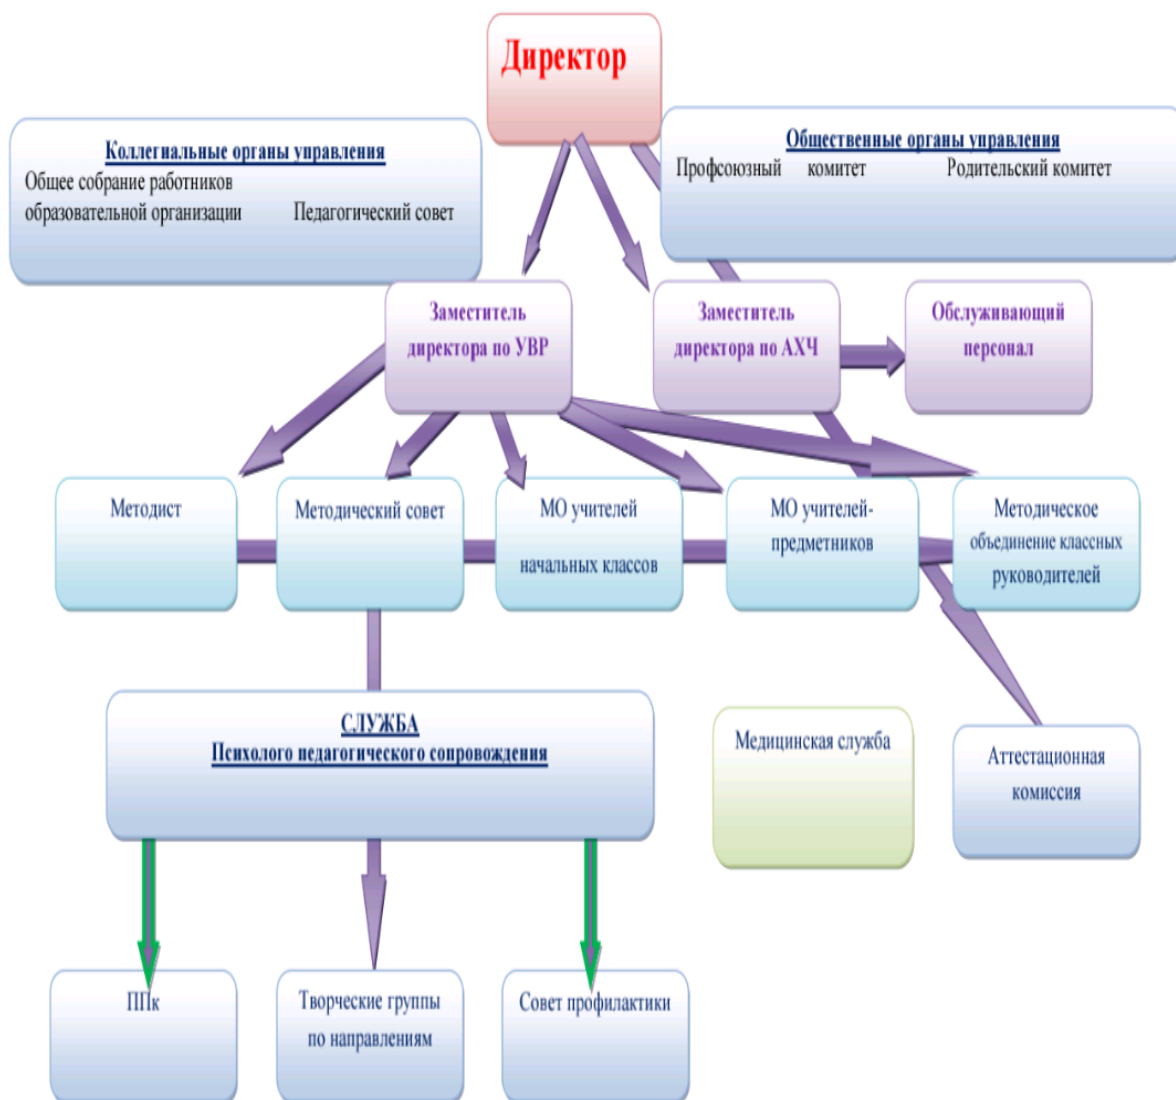 Директор
Коллегиальные органы управления
Общее собрание работников
образовательной организации Педагогический совет
Общественные органы управления
Профсоюзный комитет Родительский комитет
Заместитель
директора по УВР
Заместитель
директора по АХЧ
Обслуживающий
персонал
Методист
Методический совет
МО учителей
начальных классов
МО учителей-
предметников
Методическое
объединение классных
руководителей
СЛУЖБА
Психолого педагогического сопровождения
Медицинская служба
Аттестационная
комиссия
ППк
Творческие группы
по направлениям
Совет профилактики